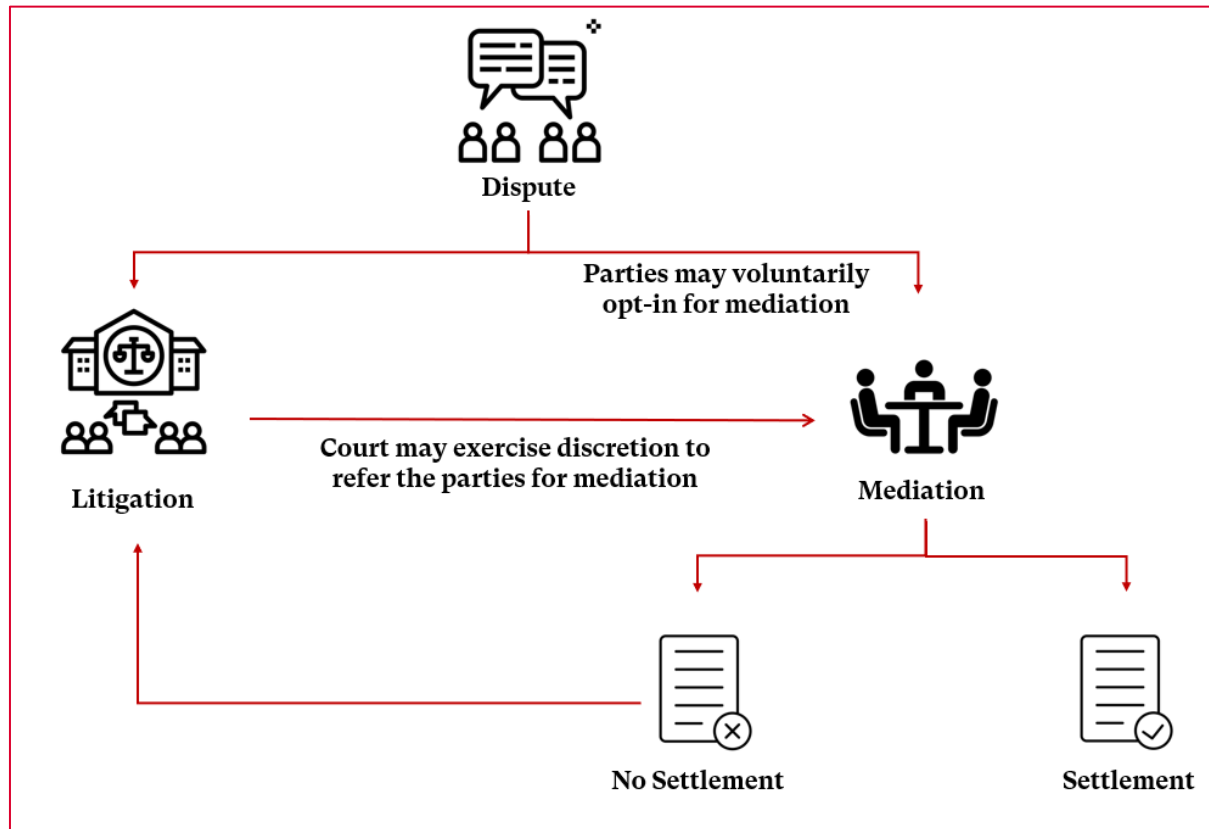 Dispute
Parties may voluntarily
opt-in for mediation
Court may exercise discretion to
refer the parties for mediation
Litigation
Mediation
No Settlement
Settlement